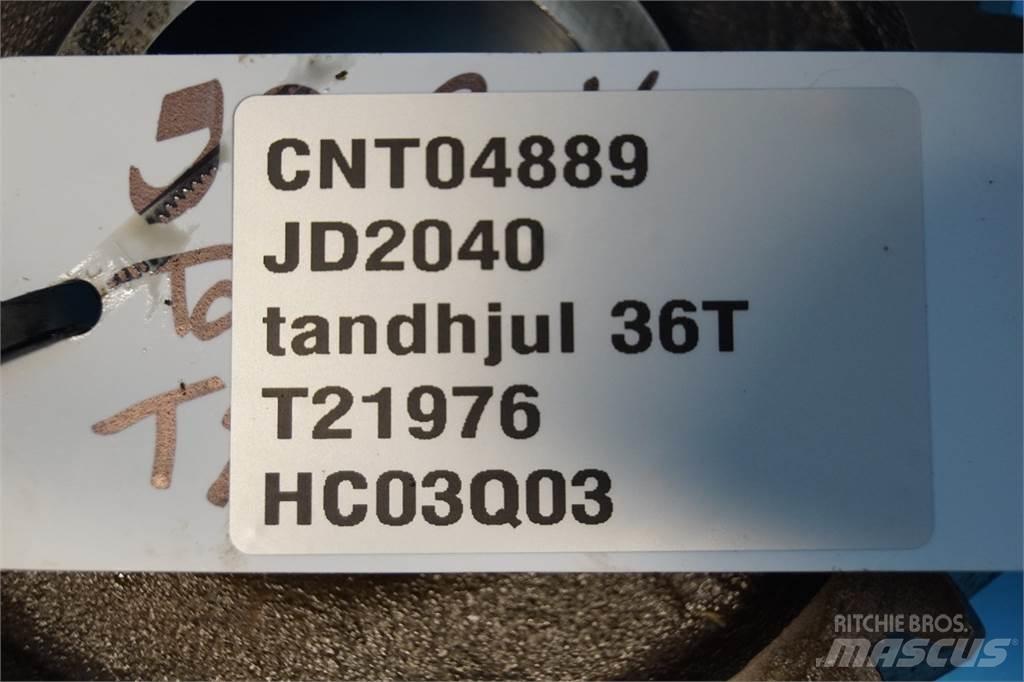 CNT04889
JD2040
tandhjul 36T
T21976
HC03Q03
RITCHIE BROS.
MASCUS